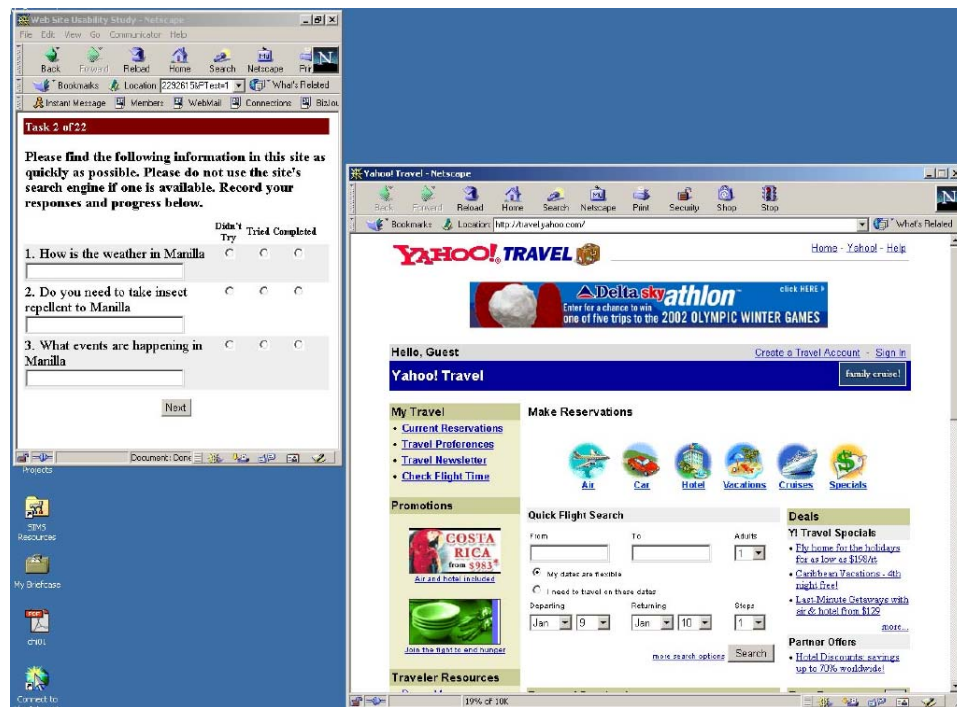 Web Site Usability Study - Netscape
File Edit View Go Communicator Help
Back Forward Reload Home Search Netscape Prin
Bookmarks Location: 2292615&PTest=1 What's Related
Instant Message Members WebMail Connections BizJou
Task 2 of 22
Please find the following information in this site as
quickly as possible. Please do not use the site's
search engine if one is available. Record your
responses and progress below.
Didn't
Try Tried Completed
1. How is the weather in Manilla
2. Do you need to take insect
repellent to Manilla
3. What events are happening in
Manilla
Next
Document: Done
Projects
SIMS
Resources
My Briefcase
PDF
chi01
Connect to
Yahoo! Travel - Netscape
Back Forward Reload Home Search Netscape Print Security Shop Stop
Bookmarks Location: http://travel.yahoo.com/ What's Related
YAHOO! TRAVEL
Home - Yahoo! - Help
Delta skyathlon click HERE
Enter for a chance to win
one of five trips to the 2002 OLYMPIC WINTER GAMES
Hello, Guest
Create a Travel Account - Sign In
Yahoo! Travel
family cruise!
My Travel
• Current Reservations
• Travel Preferences
• Travel Newsletter
• Check Flight Time
Promotions
COSTA
RICA
from $983*
Air and hotel included
Join the fight to end hunger
Traveler Resources
Make Reservations
Air Car Hotel Vacations Cruises Specials
Quick Flight Search
From To Adults
1
My dates are flexible
I need to travel on these dates
Departing Returning Stops
Jan 9 Jan 10 1
more search options Search
Deals
Y! Travel Specials
• Fly home for the holidays
for as low as $198/rt
• Caribbean Vacations - 4th
night free!
• Last-Minute Getaways with
air & hotel from $129
more...
Partner Offers
• Hotel Discounts: savings
up to 70% worldwide!
19% of 10K